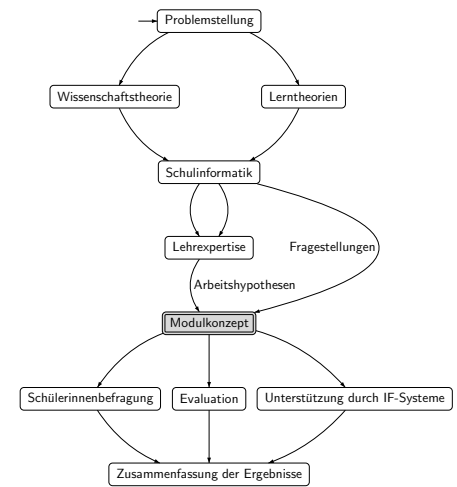 Problemstellung
Wissenschaftstheorie
Lerntheorien
Schulinformatik
Lehrexpertise
Fragestellungen
Arbeitshypothesen
Modulkonzept
Schülerinnenbefragung
Evaluation
Unterstützung durch IF-Systeme
Zusammenfassung der Ergebnisse